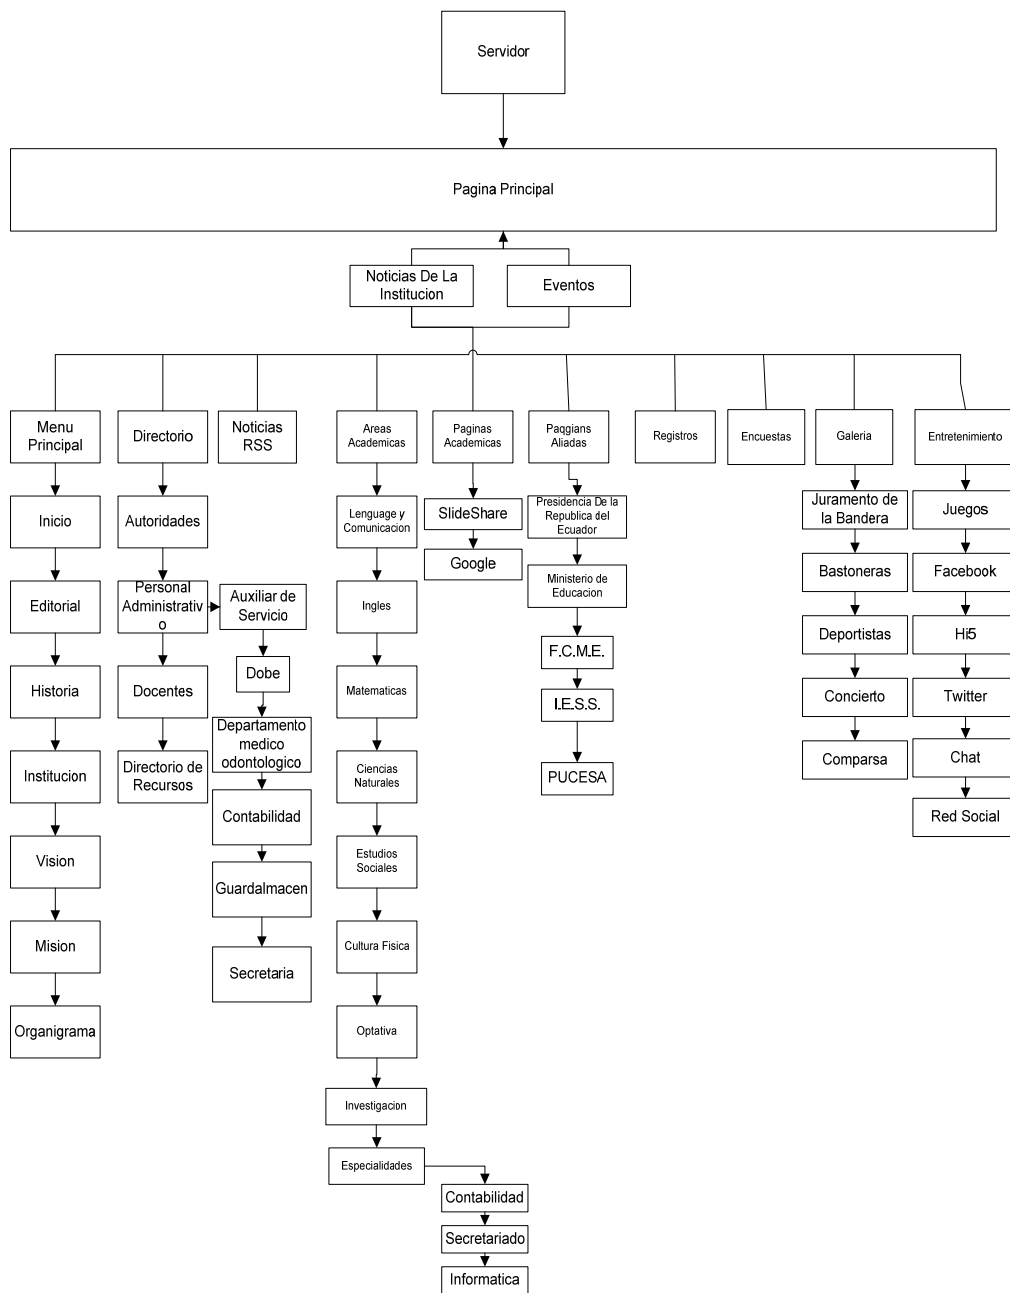 Servidor
Pagina Principal
Noticias De La
Institucion
Eventos
Menu
Principal
Directorio
Noticias
RSS
Areas
Academicas
Paginas
Academicas
Paqgians
Aliadas
Registros
Encuestas
Galeria
Entretenimiento
Inicio
Editorial
Historia
Institucion
Vision
Mision
Organigrama
Autoridades
Personal
Administrativ
o
Docentes
Directorio de
Recursos
Auxiliar de
Servicio
Dobe
Departamento
medico
odontologico
Contabilidad
Guardalmacen
Secretaria
Lenguage y
Comunicacion
Ingles
Matematicas
Ciencias
Naturales
Estudios
Sociales
Cultura Fisica
Optativa
Investigacion
Especialidades
Contabilidad
Secretariado
Informatica
SlideShare
Google
Presidencia De la
Republica del
Ecuador
Ministerio de
Educacion
F.C.M.E.
I.E.S.S.
PUCESA
Juramento de
la Bandera
Bastoneras
Deportistas
Concierto
Comparsa
Juegos
Facebook
Hi5
Twitter
Chat
Red Social